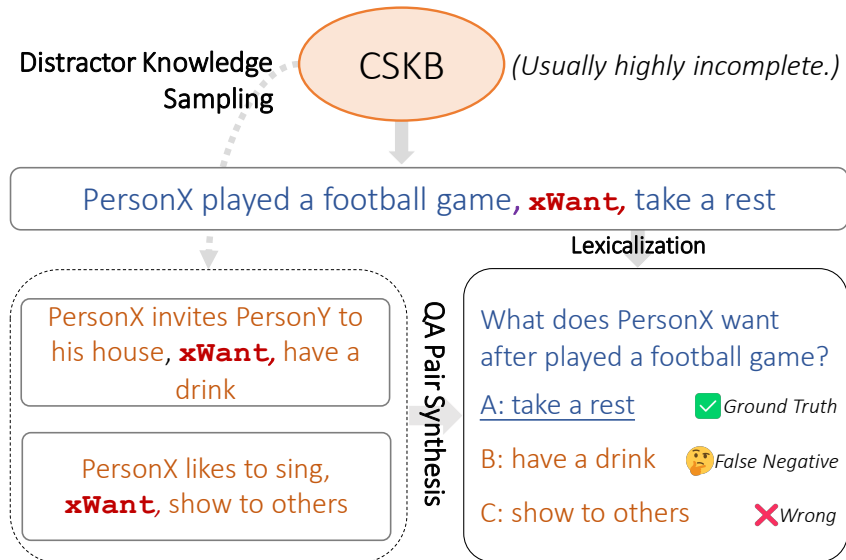 Distractor Knowledge
Sampling
CSKB
(Usually highly incomplete.)
PersonX played a football game, xWant, take a rest
Lexicalization
PersonX invites PersonY to
his house, xWant, have a
drink
PersonX likes to sing,
xWant, show to others
QA Pair Synthesis
What does PersonX want
after played a football game?
A: take a rest
Ground Truth
B: have a drink
False Negative
C: show to others
Wrong